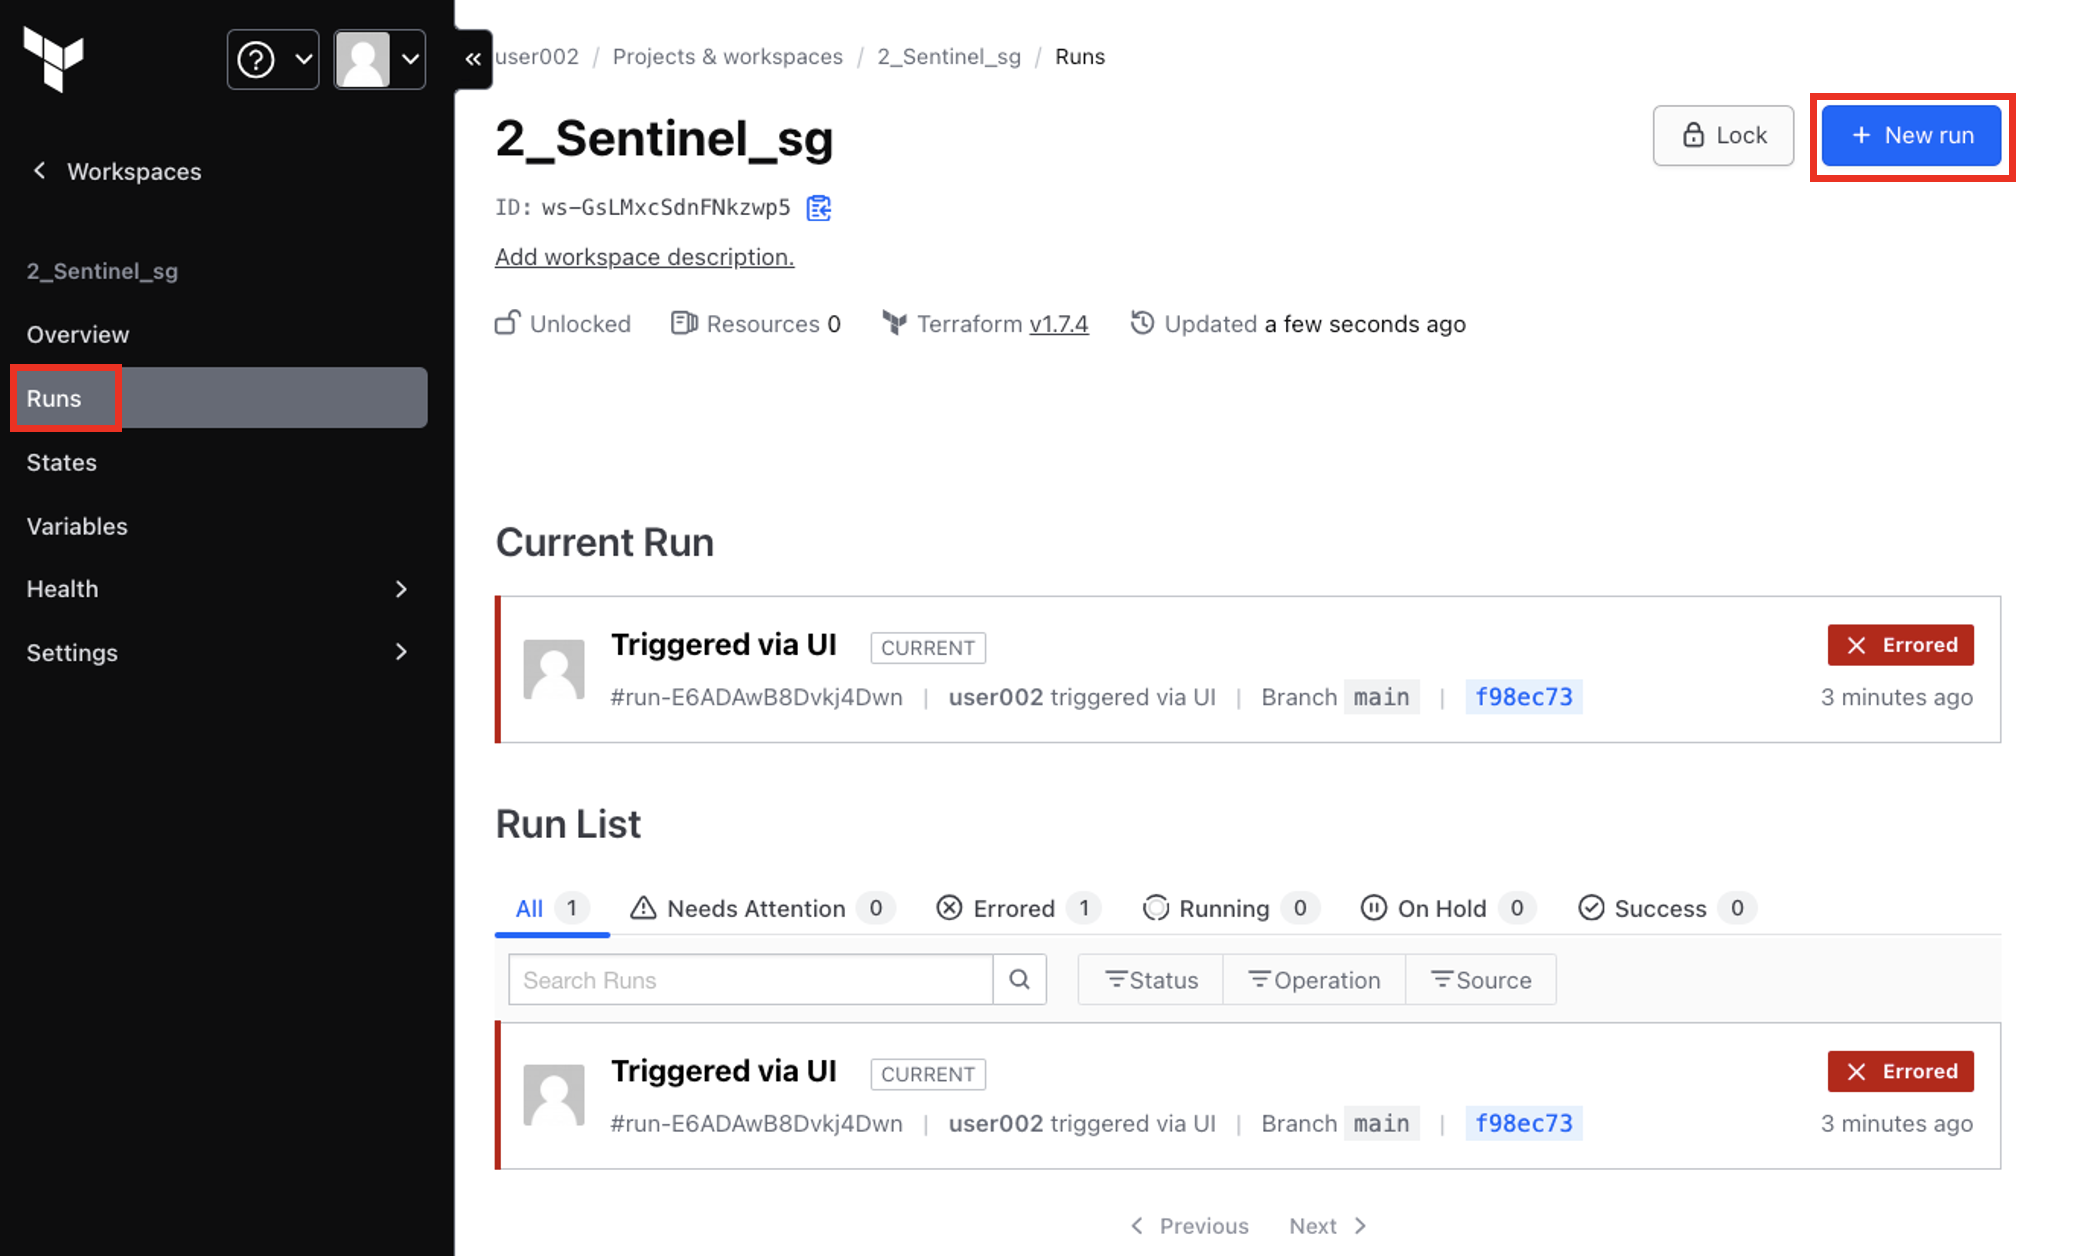 user002 / Projects & workspaces / 2_Sentinel_sg / Runs
Workspaces
2_Sentinel_sg
Overview
Runs
States
Variables
Health
Settings
2_Sentinel_sg
Lock
+ New run
ID: ws-GsLMxcSdnFNkzwp5
Add workspace description.
Unlocked Resources 0 Terraform v1.7.4 Updated a few seconds ago
Current Run
Triggered via UI CURRENT Errored
#run-E6ADAwB8Dvkj4Dwn | user002 triggered via UI | Branch main | f98ec73 3 minutes ago
Run List
All 1 Needs Attention 0 Errored 1 Running 0 On Hold 0 Success 0
Search Runs Status Operation Source
Triggered via UI CURRENT Errored
#run-E6ADAwB8Dvkj4Dwn | user002 triggered via UI | Branch main | f98ec73 3 minutes ago
Previous Next